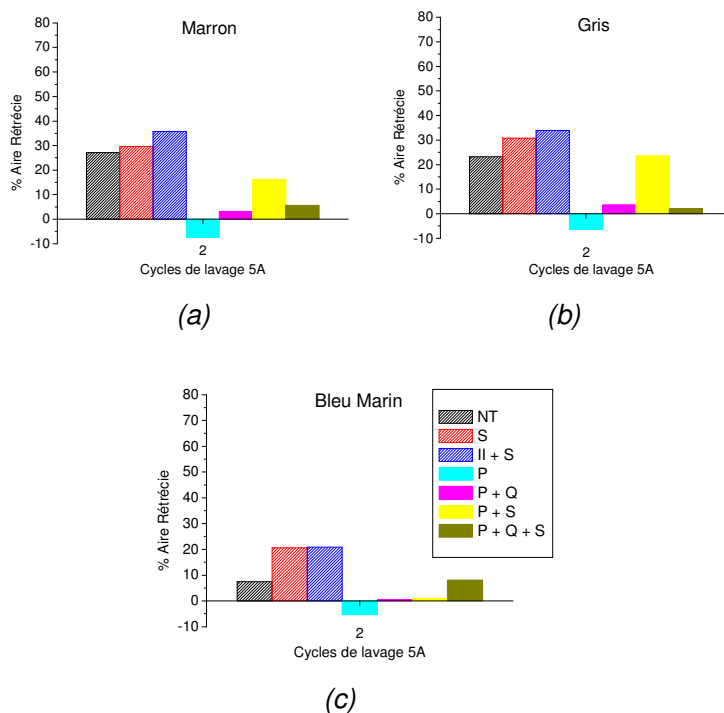 Marron
80
70
60
50
40
30
20
10
0
-10
% Aire Rétrécie
2
Cycles de lavage 5A
(a)
Gris
80
70
60
50
40
30
20
10
0
-10
% Aire Rétrécie
2
Cycles de lavage 5A
(b)
Bleu Marin
80
70
60
50
40
30
20
10
0
-10
% Aire Rétrécie
2
Cycles de lavage 5A
NT
S
II + S
P
P + Q
P + S
P + Q + S
(c)